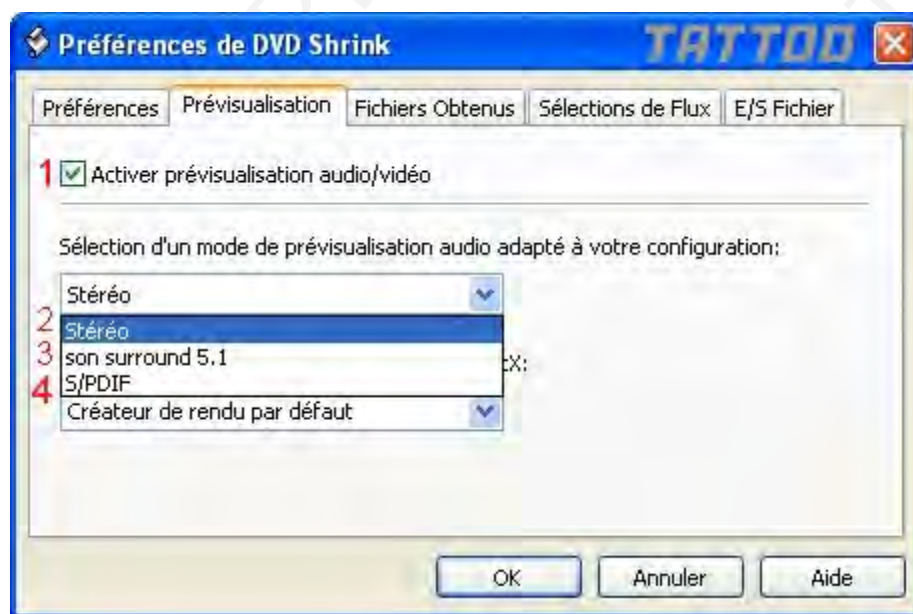 Préférences de DVD Shrink TATTOO
Préférences Prévisualisation Fichiers Obtenus Sélections de Flux E/S Fichier
1 Activer prévisualisation audio/vidéo
Sélection d'un mode de prévisualisation audio adapté à votre configuration:
Stéréo
2 Stéréo
3 son surround 5.1
tX:
4 S/PDIF
Créateur de rendu par défaut
OK Annuler Aide